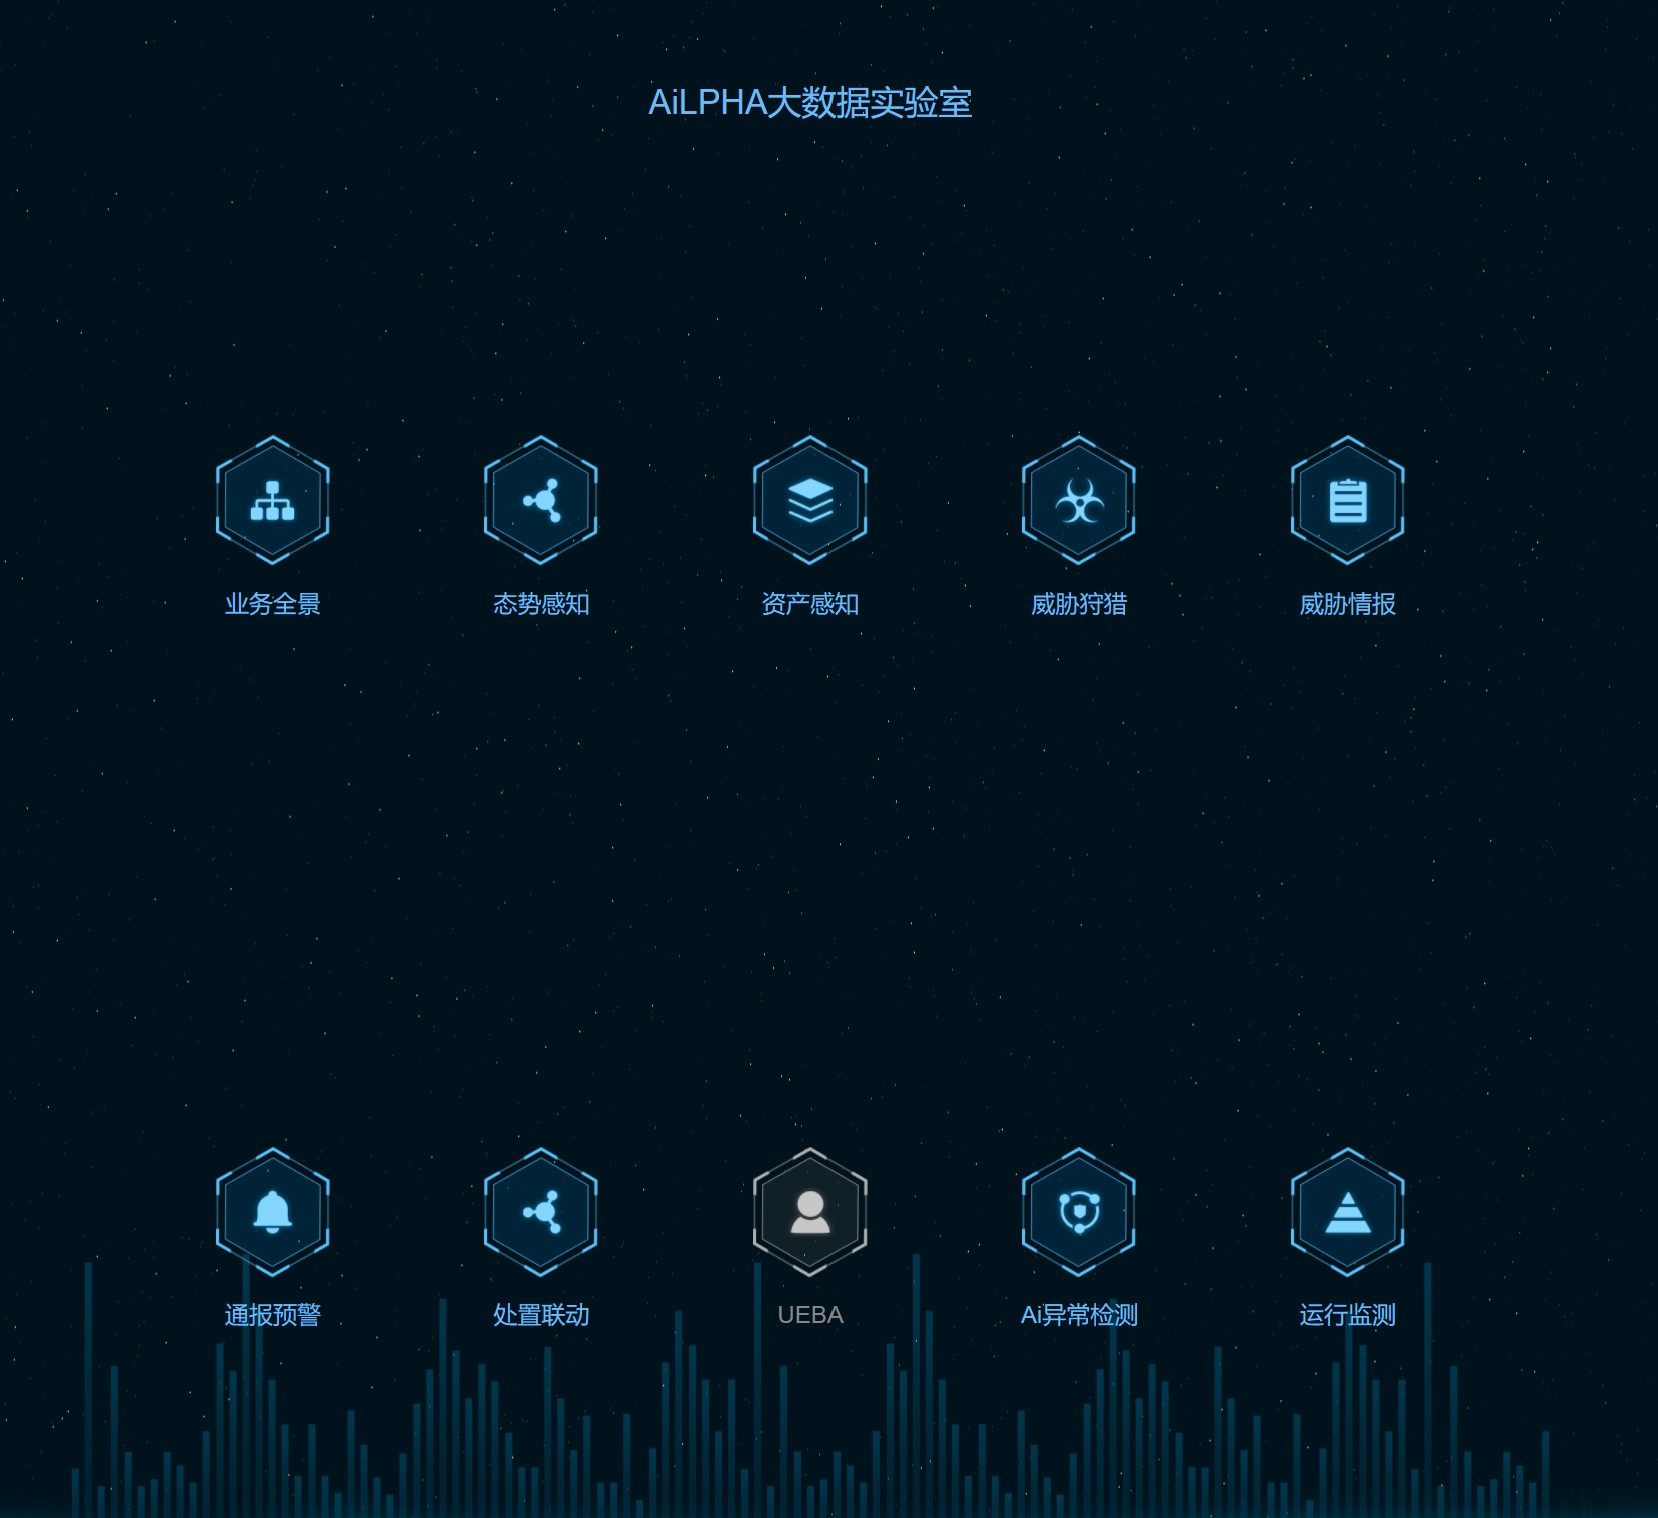 AiLPHA大数据实验室
业务全景
态势感知
资产感知
威胁狩猎
威胁情报
通报预警
处置联动
UEBA
Ai异常检测
运行监测